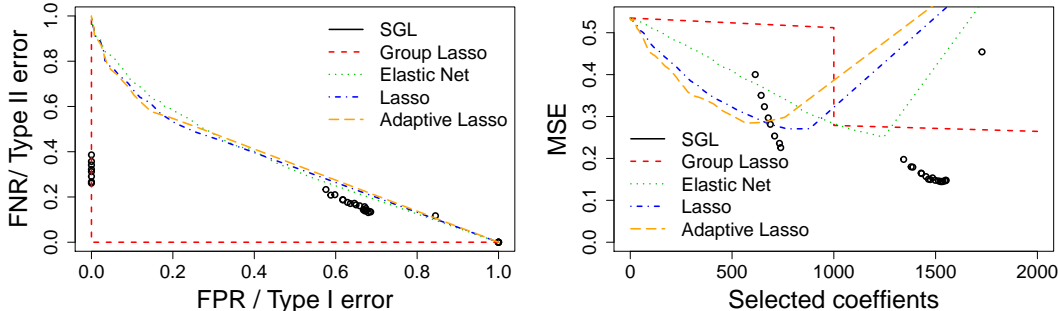 FNR/ Type II error
1.0
0.8
0.6
0.4
0.2
0.0
SGL
Group Lasso
Elastic Net
Lasso
Adaptive Lasso
0.0 0.2 0.4 0.6 0.8 1.0
FPR / Type I error
MSE
0.5
0.4
0.3
0.2
0.1
0.0
SGL
Group Lasso
Elastic Net
Lasso
Adaptive Lasso
0 500 1000 1500 2000
Selected coeffients